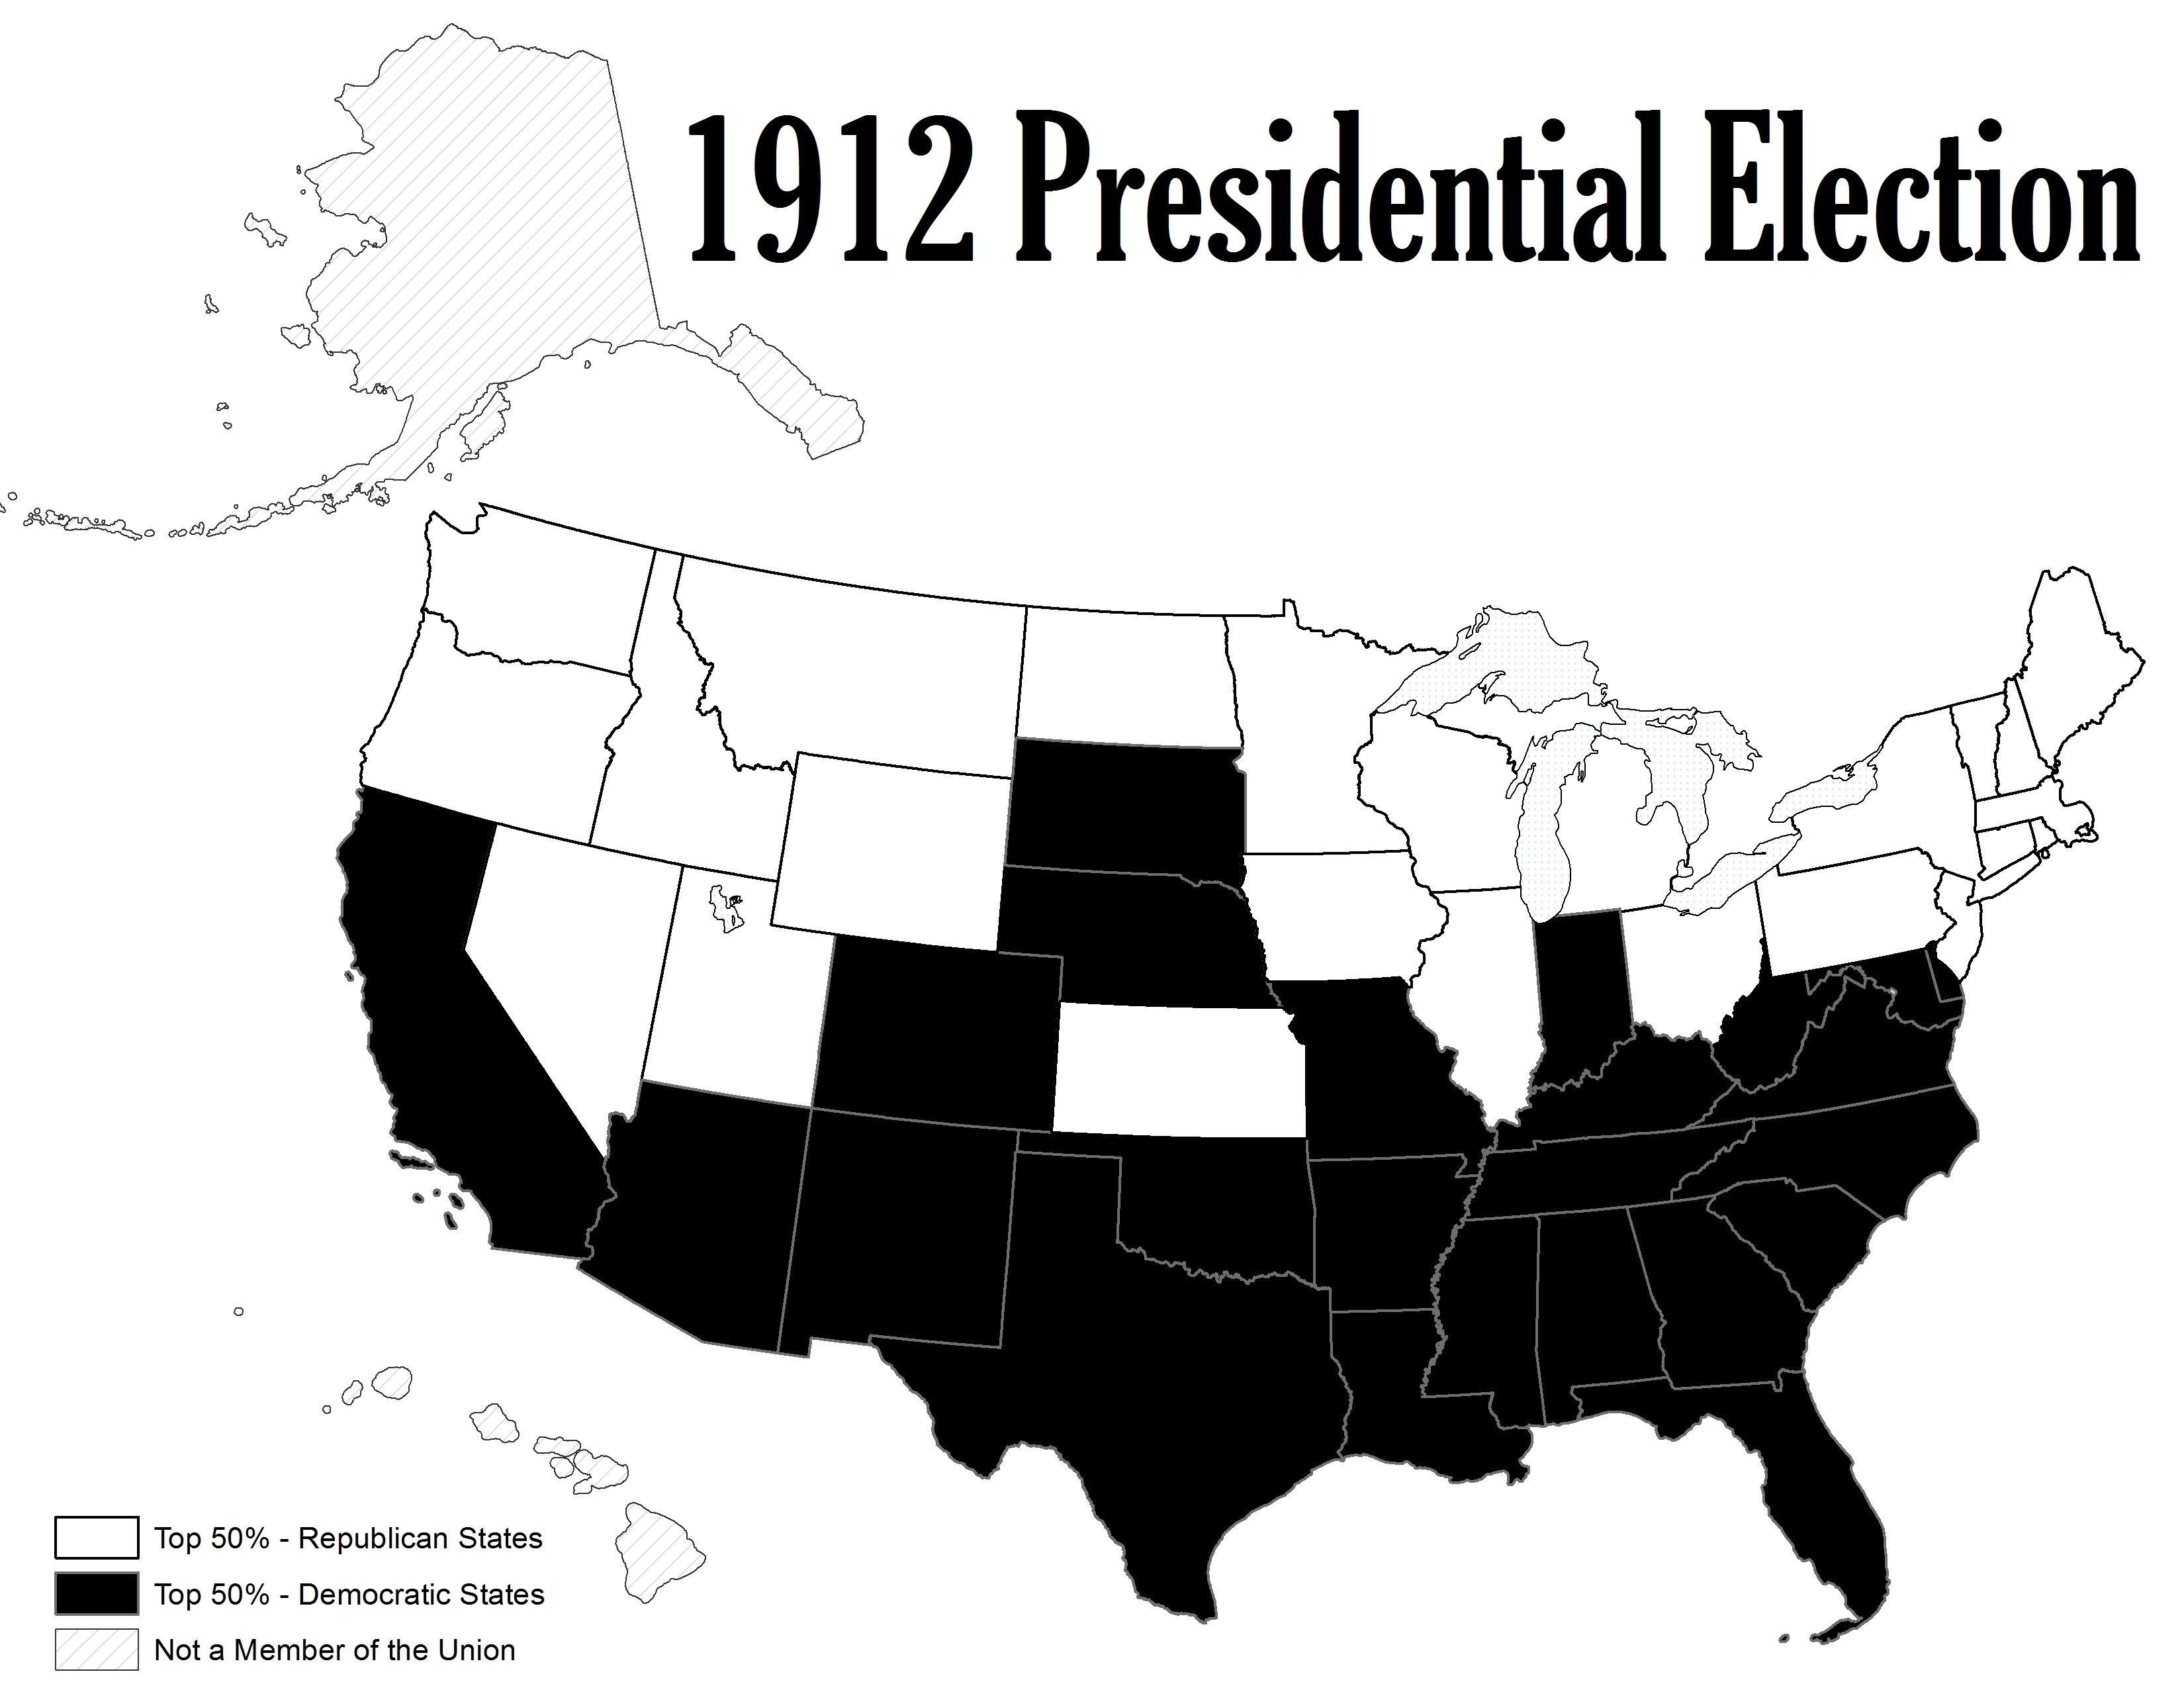 1912 Presidential Election
Top 50% - Republican States
Top 50% - Democratic States
Not a Member of the Union